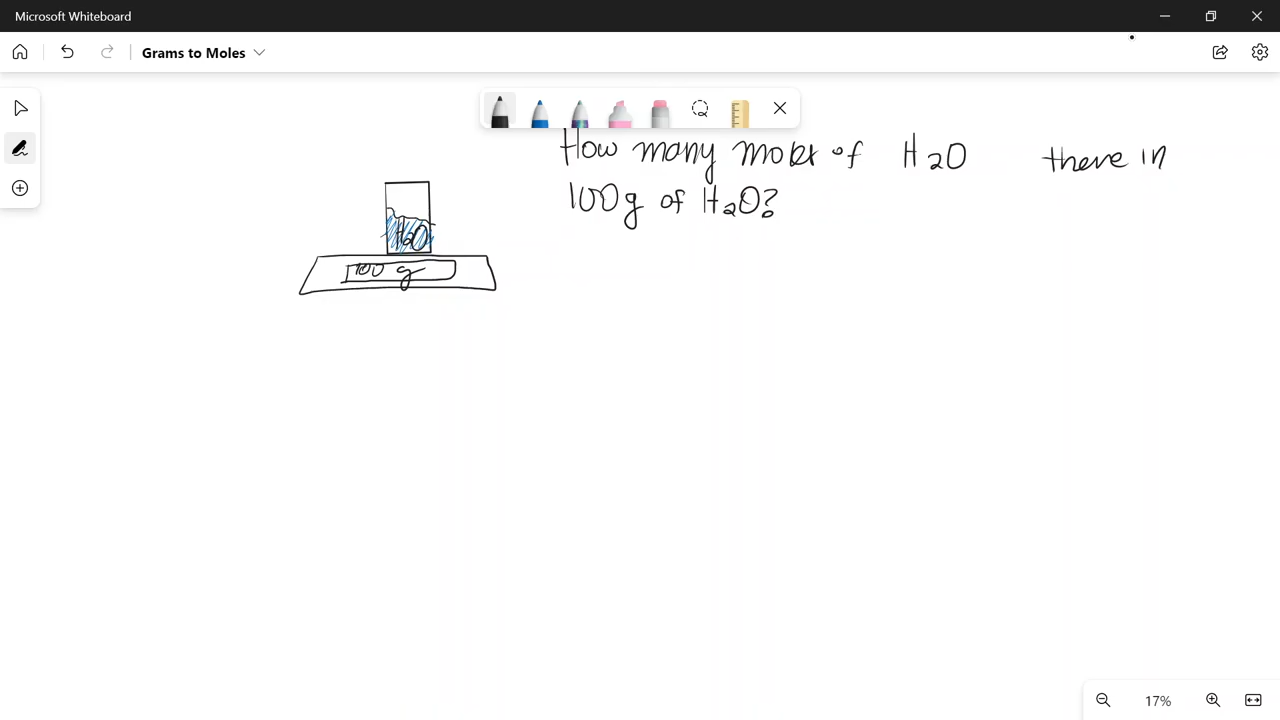 Microsoft Whiteboard
Grams to Moles
How many moles of H₂O there in
100g of H₂O?
H₂O
100 g
17%